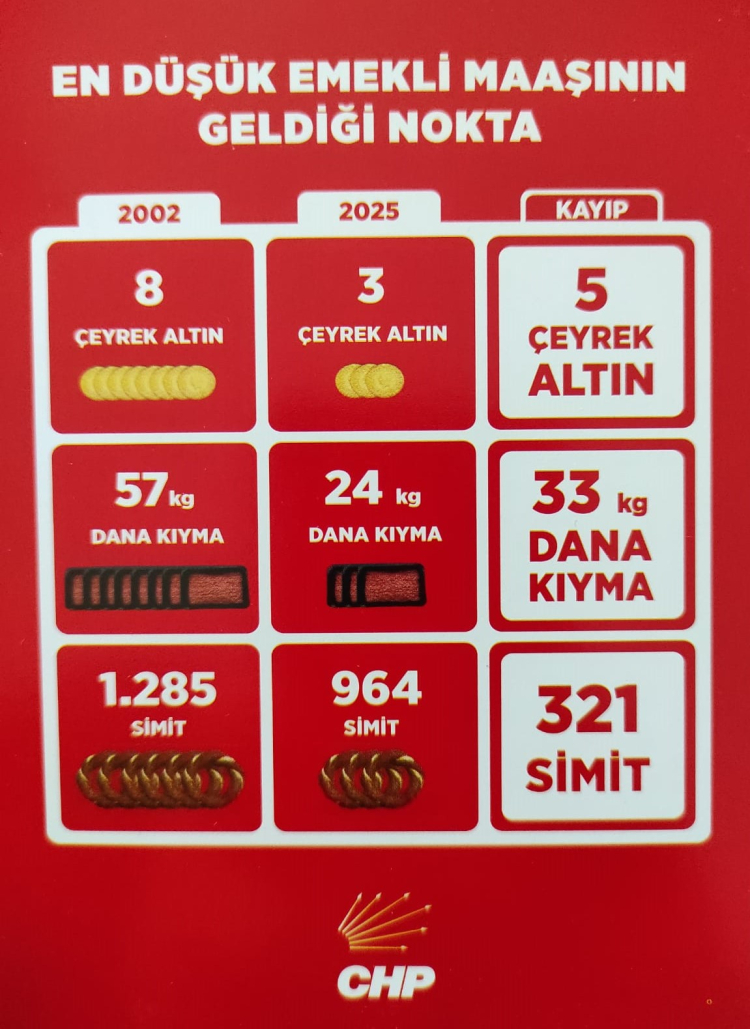 EN DÜŞÜK EMEKLİ MAAŞININ
GELDİĞİ NOKTA
2002 2025 KAYIP
8
ÇEYREK ALTIN
3
ÇEYREK ALTIN
5
ÇEYREK
ALTIN
57 kg
DANA KIYMA
24 kg
DANA KIYMA
33 kg
DANA
KIYMA
1.285
SİMİT
964
SİMİT
321
SİMİT
CHP